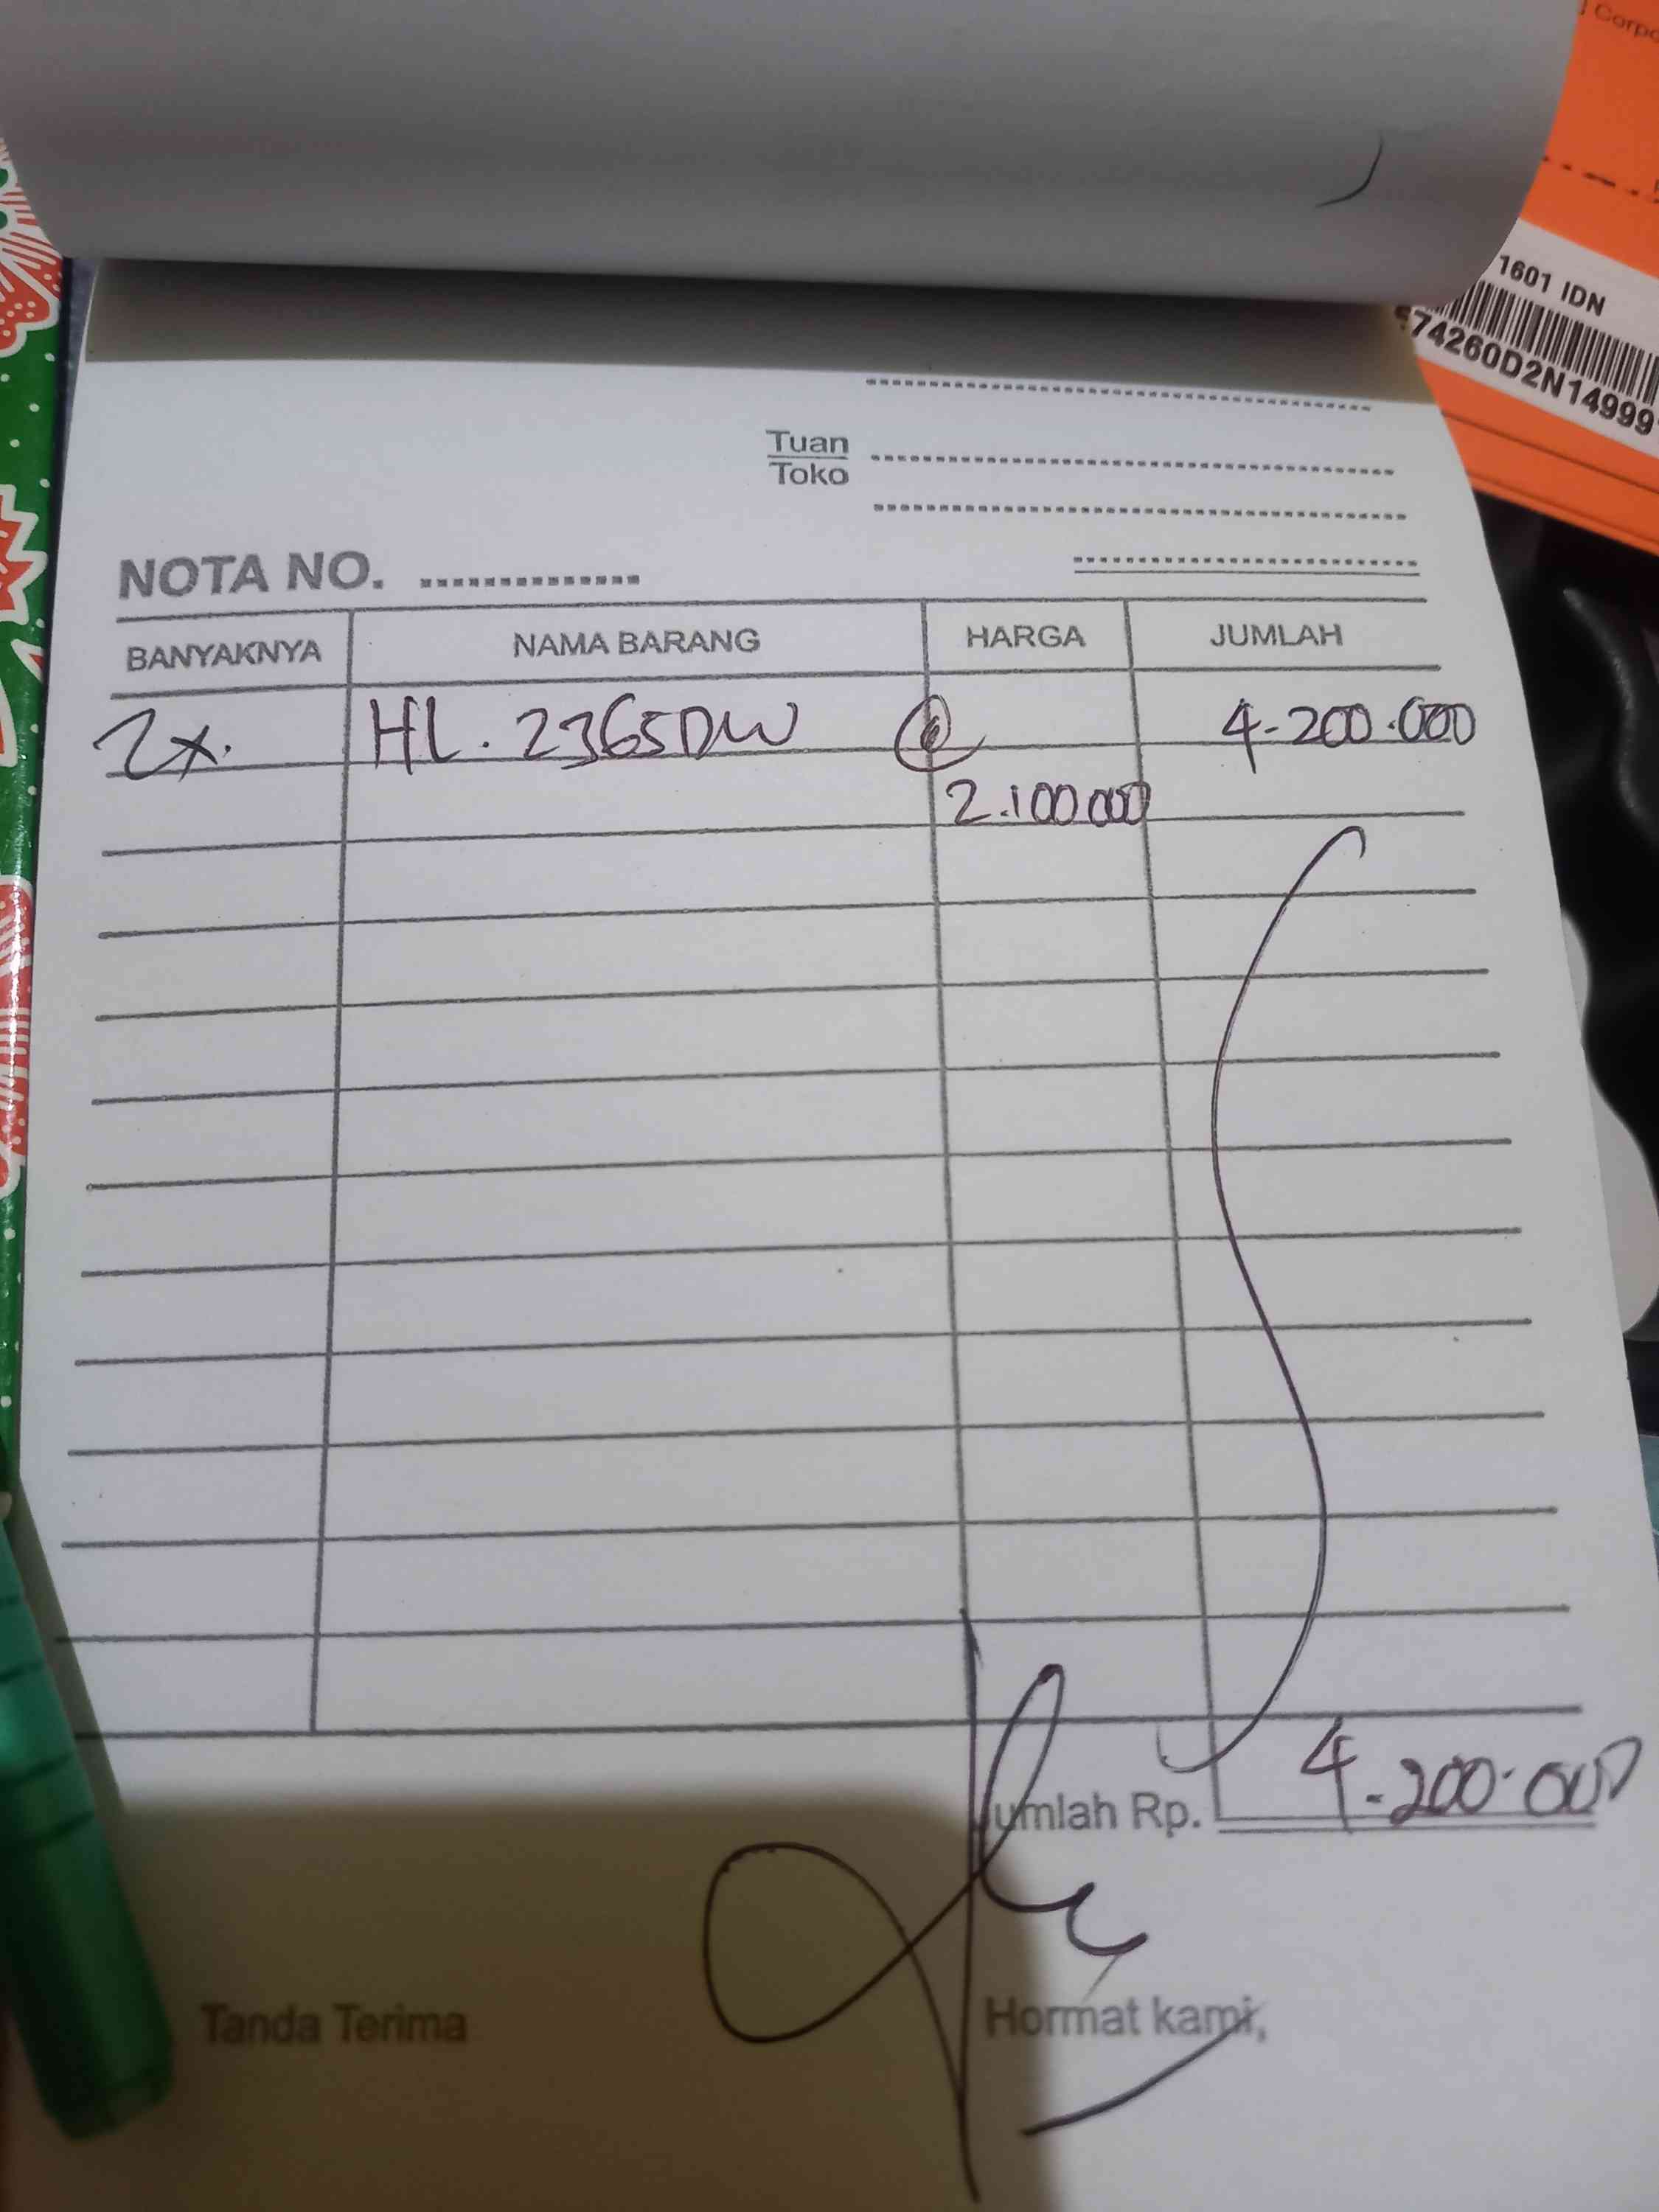 Corpo
1601 IDN
74260D2N14999
Tuan
Toko
NOTA NO. ..............
BANYAKNYA NAMA BARANG HARGA JUMLAH
2x. HL. 2365DW @ 4.200.000
2.100.000
Jumlah Rp. 4.200.000
Tanda Terima Hormat kami,